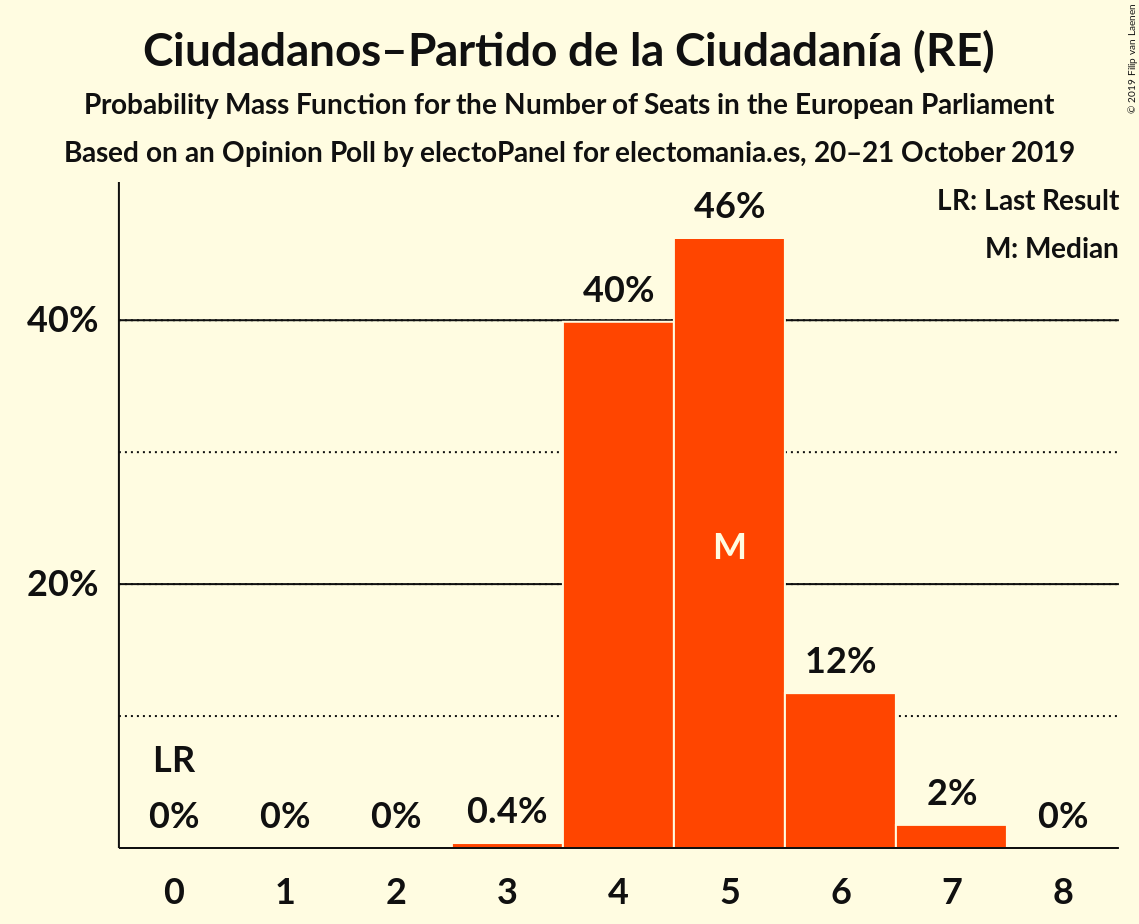 Ciudadanos–Partido de la Ciudadanía (RE)
Probability Mass Function for the Number of Seats in the European Parliament
Based on an Opinion Poll by electoPanel for electomania.es, 20–21 October 2019
© 2019 Filip van Laenen
LR: Last Result
M: Median
46%
40%
40%
M
20%
12%
LR
0%
0%
0%
0.4%
2%
0%
0
1
2
3
4
5
6
7
8